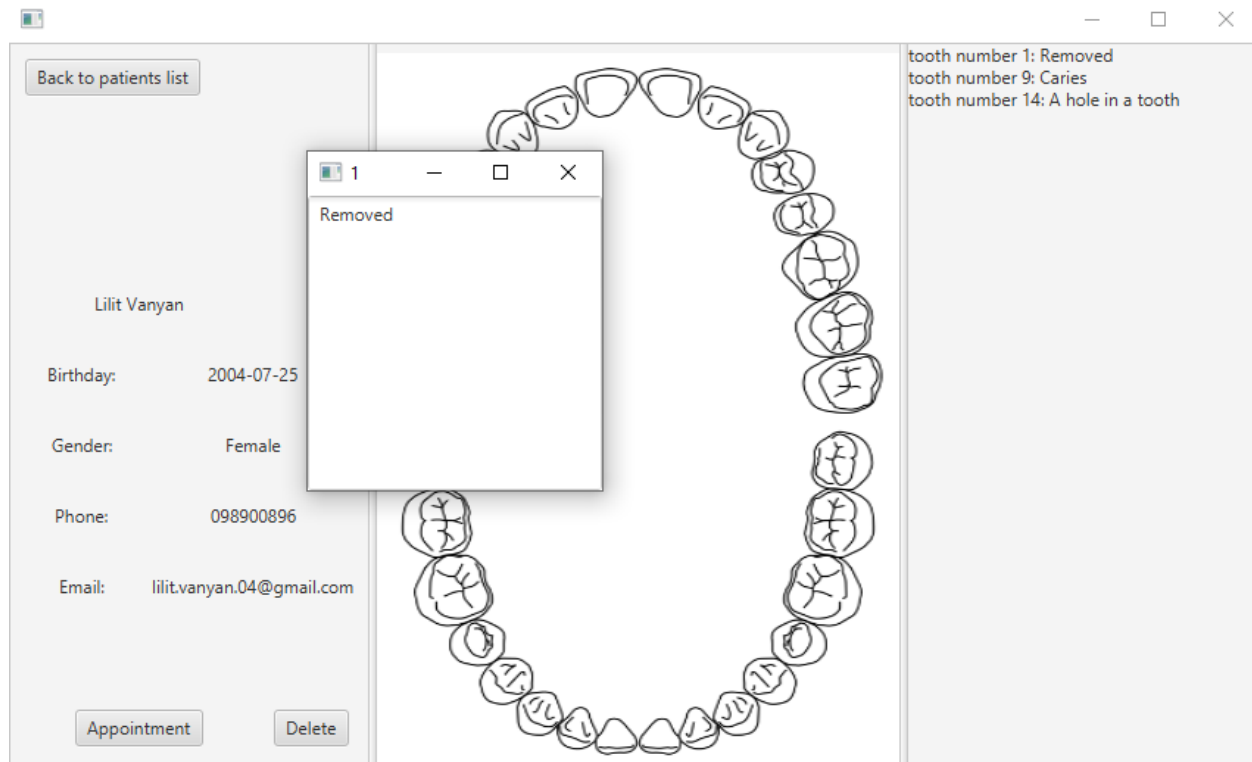 Back to patients list
Lilit Vanyan
Birthday: 2004-07-25
Gender: Female
Phone: 098900896
Email: lilit.vanyan.04@gmail.com
Appointment Delete
1
Removed
tooth number 1: Removed
tooth number 9: Caries
tooth number 14: A hole in a tooth